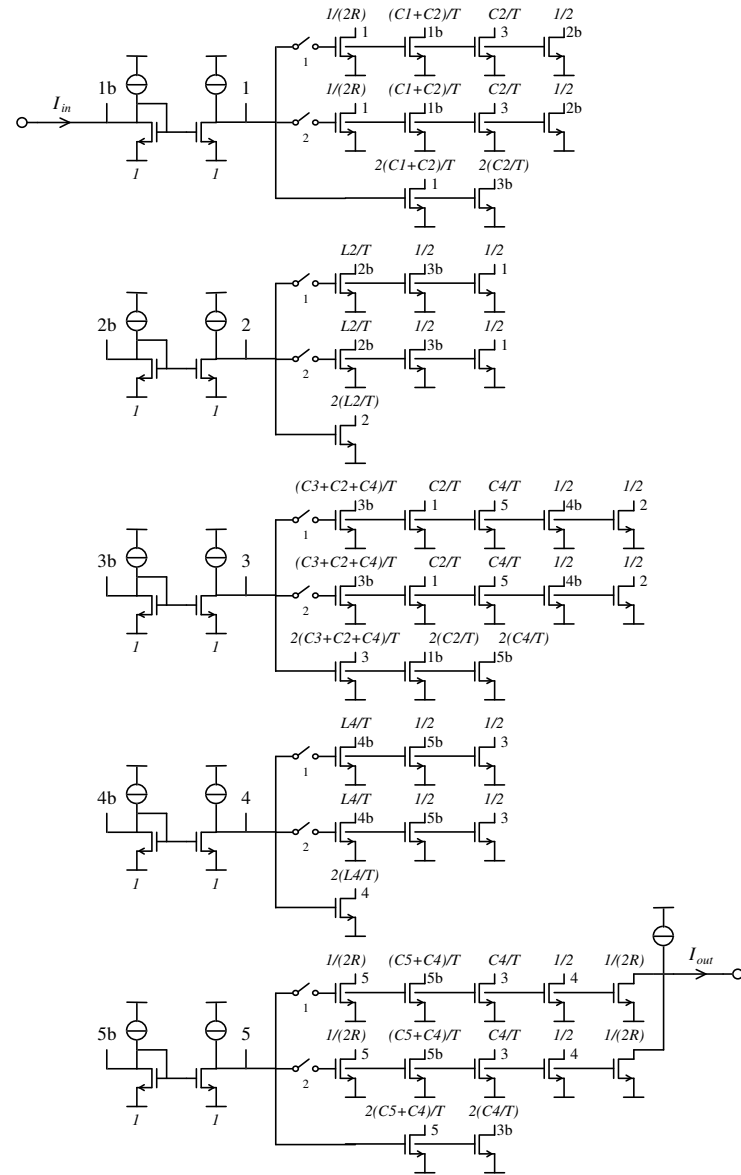 1/(2R) (C1+C2)/T C2/T 1/2
1 1b 3 2b
1b 1
I_in
1
1/(2R) (C1+C2)/T C2/T 1/2
1 1b 3 2b
2
1 1
2(C1+C2)/T 2(C2/T)
1 3b
L2/T 1/2 1/2
2b 3b 1
1
2b 2
L2/T 1/2 1/2
2b 3b 1
2
1 1
2(L2/T)
2
(C3+C2+C4)/T C2/T C4/T 1/2 1/2
3b 1 5 4b 2
1
3b 3
(C3+C2+C4)/T C2/T C4/T 1/2 1/2
3b 1 5 4b 2
2
1 1
2(C3+C2+C4)/T 2(C2/T) 2(C4/T)
3 1b 5b
L4/T 1/2 1/2
4b 5b 3
1
4b 4
L4/T 1/2 1/2
4b 5b 3
2
1 1
2(L4/T)
4
1/(2R) (C5+C4)/T C4/T 1/2 1/(2R)
I_out
5 5b 3 4
1
5b 5
1/(2R) (C5+C4)/T C4/T 1/2 1/(2R)
5 5b 3 4
2
1 1
2(C5+C4)/T 2(C4/T)
5 3b